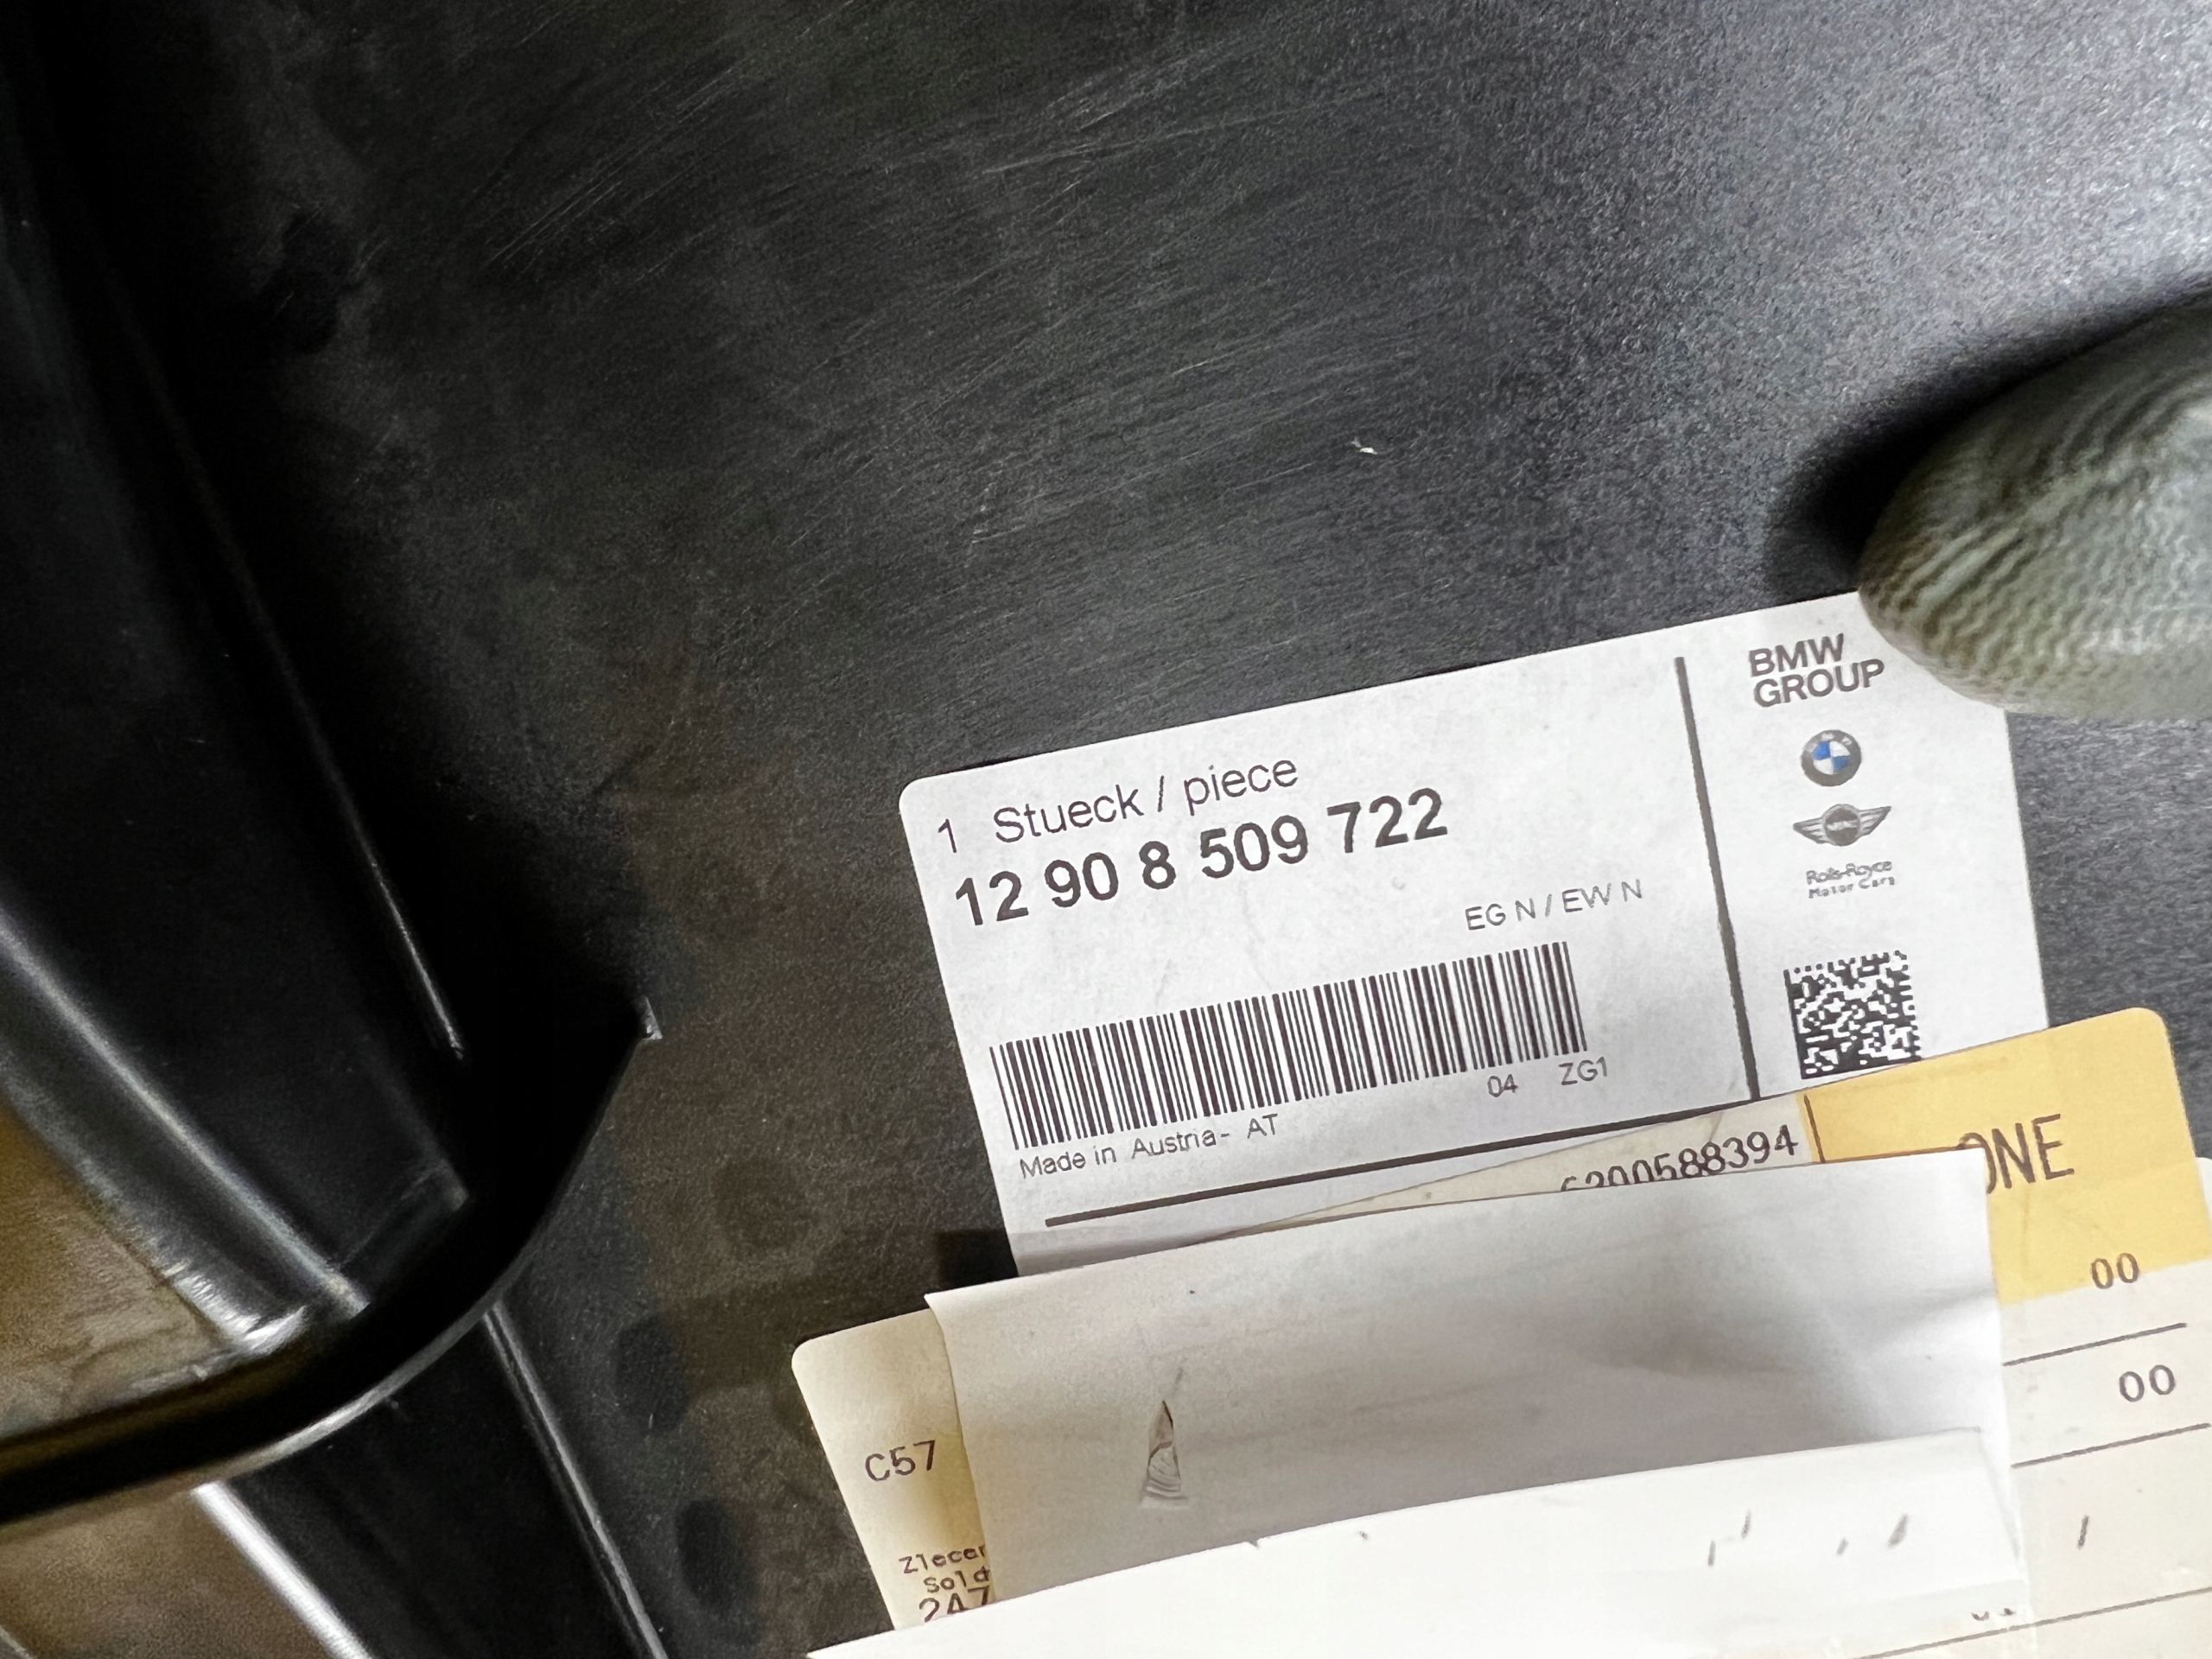 BMW
GROUP
1 Stueck / piece
12 90 8 509 722
EG N / EW N
Rolls-Royce
Motor Cars
04 ZG1
Made in Austria- AT
ONE
00
00
C57
Sold